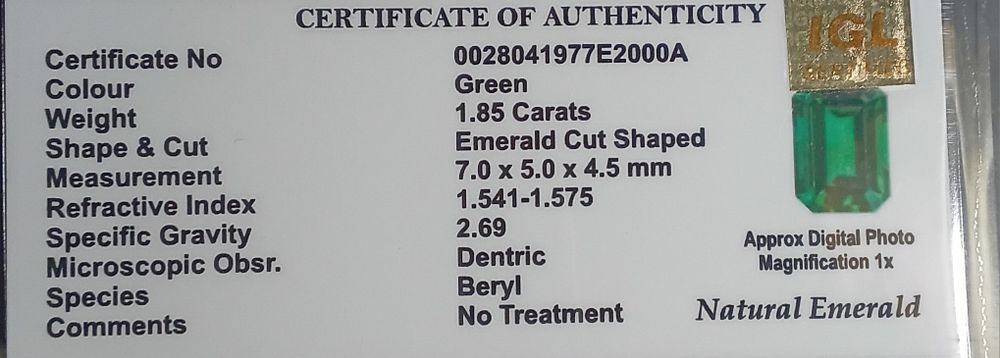 CERTIFICATE OF AUTHENTICITY
IGL
Certificate No 0028041977E2000A
Colour Green
Weight 1.85 Carats
Shape & Cut Emerald Cut Shaped
Measurement 7.0 x 5.0 x 4.5 mm
Refractive Index 1.541-1.575
Specific Gravity 2.69
Microscopic Obsr. Dentric
Species Beryl
Comments No Treatment
Approx Digital Photo
Magnification 1x
Natural Emerald